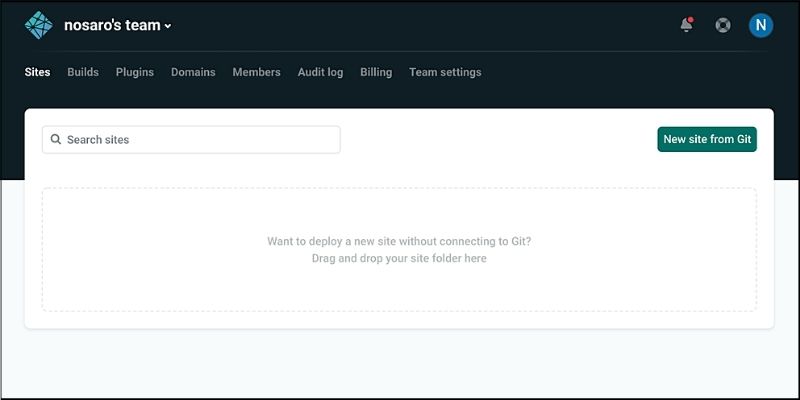 nosaro's team
N
Sites Builds Plugins Domains Members Audit log Billing Team settings
Search sites
New site from Git
Want to deploy a new site without connecting to Git?
Drag and drop your site folder here